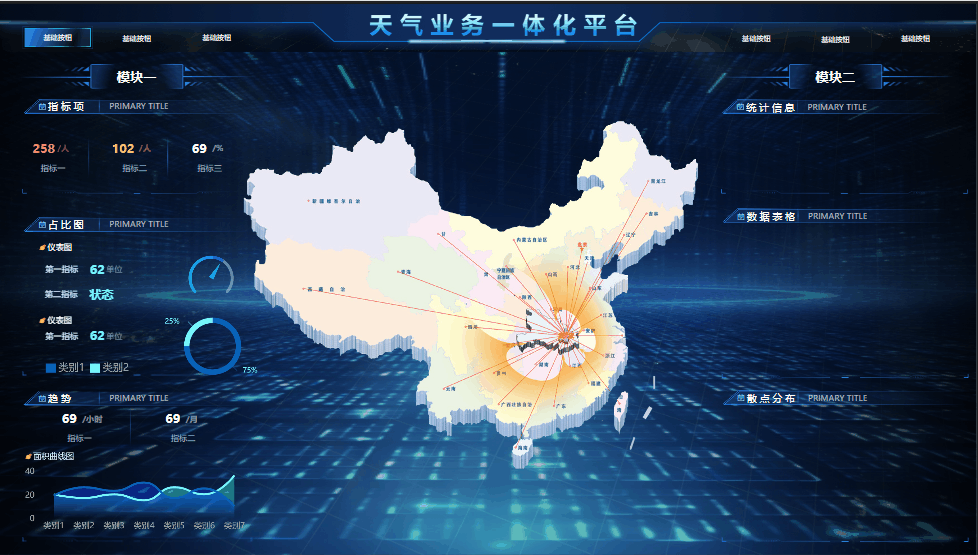 天气业务一体化平台
基础按钮
基础按钮
基础按钮
基础按钮
基础按钮
基础按钮
模块一
模块二
指标项 PRIMARY TITLE
258 /人
102 /人
69 /%
指标一
指标二
指标三
占比图 PRIMARY TITLE
仪表图
第一指标 62 单位
第二指标 状态
仪表图
第一指标 62 单位
25%
75%
类别1 类别2
趋势 PRIMARY TITLE
69 /小时
69 /月
指标一
指标二
面积曲线图
40
20
0
类别1 类别2 类别3 类别4 类别5 类别6 类别7
统计信息 PRIMARY TITLE
数据表格 PRIMARY TITLE
散点分布 PRIMARY TITLE
黑龙江
吉林
辽宁
新疆维吾尔自治
甘
内蒙古自治区
北京
天津
河北
山西
宁夏回族
自治区
青海
西藏自治
陕西
山东
江苏
安徽
四川
浙江
湖南
贵州
福建
云南
广西壮族自治
广东
海南